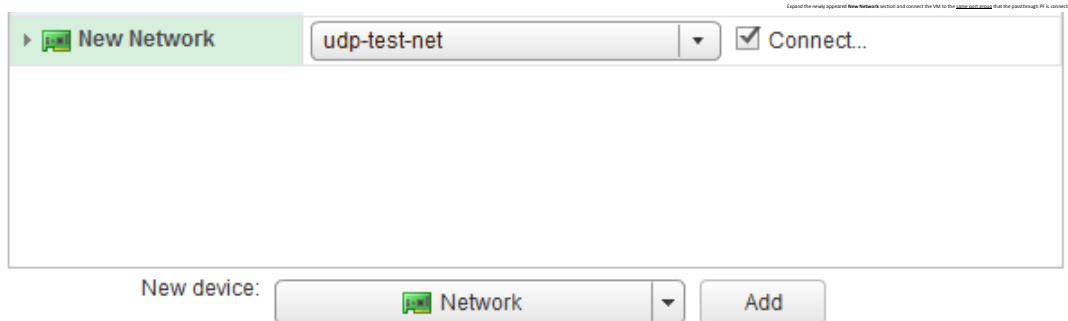 Expand the newly appeared New Network section and connect the VM to the same port group that the passthrough PF is connect
New Network
udp-test-net
Connect...
New device:
Network
Add